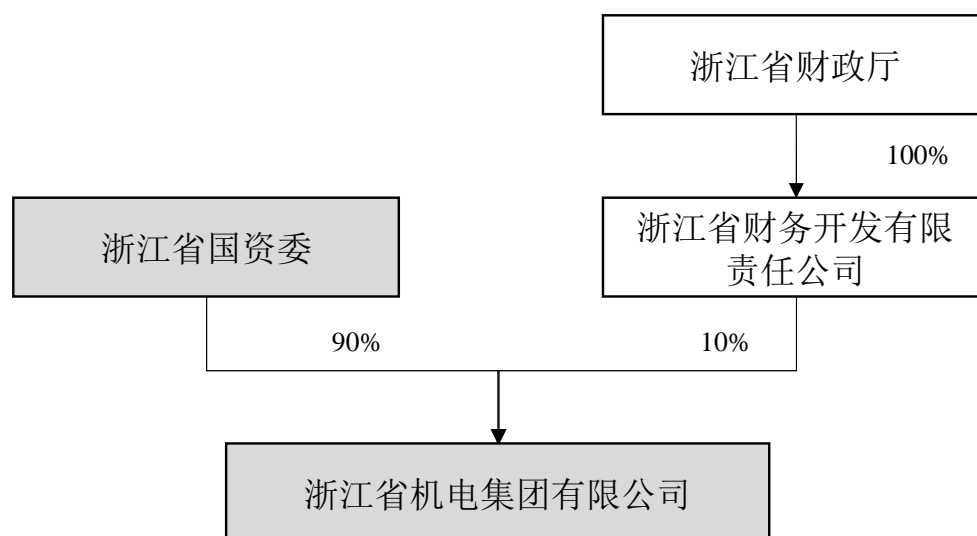 浙江省财政厅
100%
浙江省国资委
浙江省财务开发有限
责任公司
90%
10%
浙江省机电集团有限公司